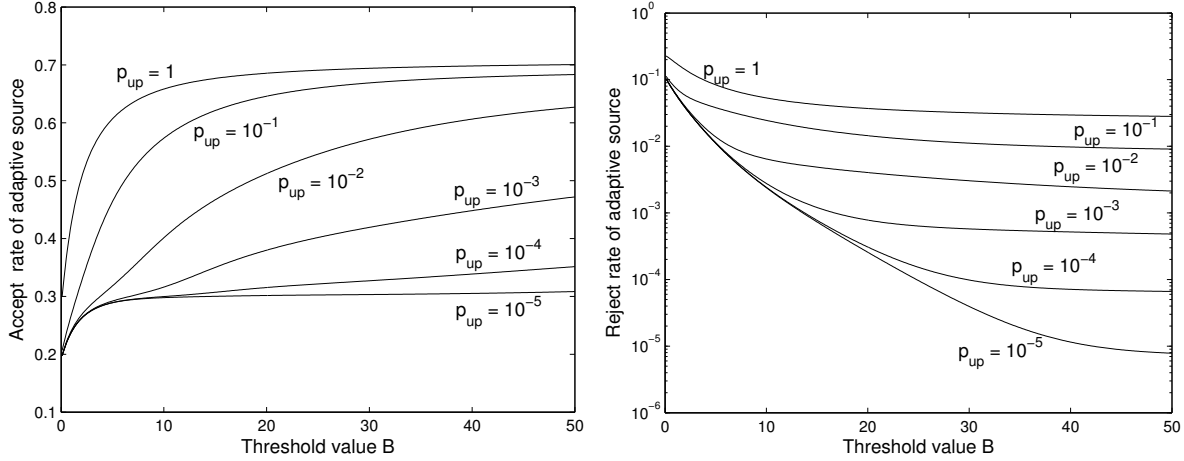 0.8
0.7
0.6
0.5
0.4
0.3
0.2
0.1
0 10 20 30 40 50
Threshold value B
Accept rate of adaptive source
p_up = 1
p_up = 10^-1
p_up = 10^-2
p_up = 10^-3
p_up = 10^-4
p_up = 10^-5
10^0
10^-1
10^-2
10^-3
10^-4
10^-5
10^-6
0 10 20 30 40 50
Threshold value B
Reject rate of adaptive source
p_up = 1
p_up = 10^-1
p_up = 10^-2
p_up = 10^-3
p_up = 10^-4
p_up = 10^-5